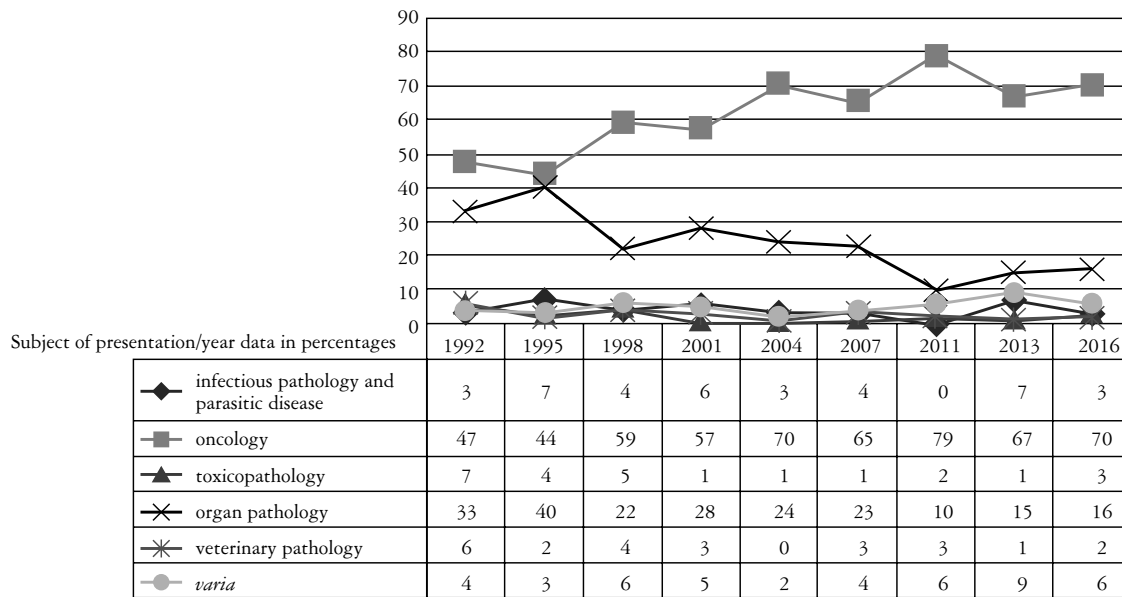 90
80
70
60
50
40
30
20
10
0
Subject of presentation/year data in percentages 1992 1995 1998 2001 2004 2007 2011 2013 2016
infectious pathology and
parasitic disease 3 7 4 6 3 4 0 7 3
oncology 47 44 59 57 70 65 79 67 70
toxicopathology 7 4 5 1 1 1 2 1 3
organ pathology 33 40 22 28 24 23 10 15 16
veterinary pathology 6 2 4 3 0 3 3 1 2
varia 4 3 6 5 2 4 6 9 6